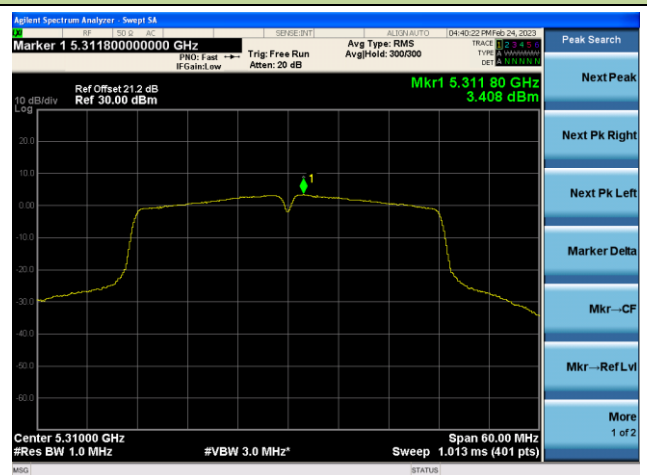 Agilent Spectrum Analyzer - Swept SA
RF 50 Ω AC SENSE:INT ALIGN AUTO 04:40:22 PM Feb 24, 2023
Marker 1 5.311800000000 GHz
PNO: Fast
IFGain:Low
Trig: Free Run
Atten: 20 dB
Avg Type: RMS
Avg|Hold: 300/300
TRACE 1 2 3 4 5 6
TYPE A
DET A N N N N N
Peak Search
Ref Offset 21.2 dB
Ref 30.00 dBm
10 dB/div
Log
Mkr1 5.311 80 GHz
3.408 dBm
20.0
10.0
0.00
-10.0
-20.0
-30.0
-40.0
-50.0
-60.0
1
Center 5.31000 GHz
#Res BW 1.0 MHz
#VBW 3.0 MHz*
Span 60.00 MHz
Sweep 1.013 ms (401 pts)
MSG
STATUS
Next Peak
Next Pk Right
Next Pk Left
Marker Delta
Mkr→CF
Mkr→Ref Lvl
More
1 of 2